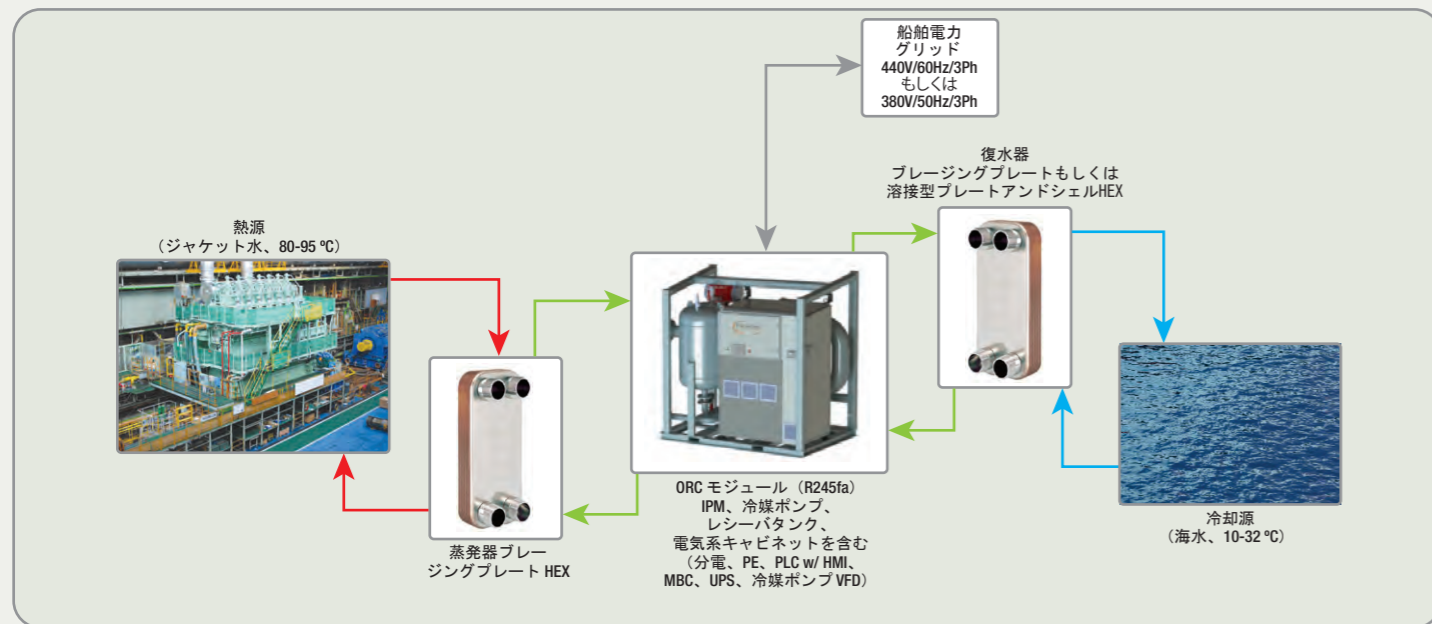 船舶電力
グリッド
440V/60Hz/3Ph
もしくは
380V/50Hz/3Ph
復水器
ブレージングプレートもしくは
溶接型プレートアンドシェルHEX
熱源
（ジャケット水、80-95 ºC）
ORC モジュール（R245fa）
IPM、冷媒ポンプ、
レシーバタンク、
電気系キャビネットを含む
（分電、PE、PLC w/ HMI、
MBC、UPS、冷媒ポンプ VFD）
蒸発器ブレー
ジングプレート HEX
冷却源
（海水、10-32 ºC）